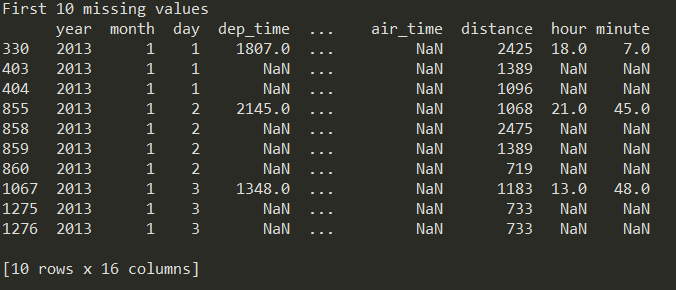 First 10 missing values
      year  month  day  dep_time  ...    air_time  distance  hour  minute
330   2013      1    1    1807.0  ...         NaN      2425  18.0     7.0
403   2013      1    1       NaN  ...         NaN      1389   NaN     NaN
404   2013      1    1       NaN  ...         NaN      1096   NaN     NaN
855   2013      1    2    2145.0  ...         NaN      1068  21.0    45.0
858   2013      1    2       NaN  ...         NaN      2475   NaN     NaN
859   2013      1    2       NaN  ...         NaN      1389   NaN     NaN
860   2013      1    2       NaN  ...         NaN       719   NaN     NaN
1067  2013      1    3    1348.0  ...         NaN      1183  13.0    48.0
1275  2013      1    3       NaN  ...         NaN       733   NaN     NaN
1276  2013      1    3       NaN  ...         NaN       733   NaN     NaN
[10 rows x 16 columns]